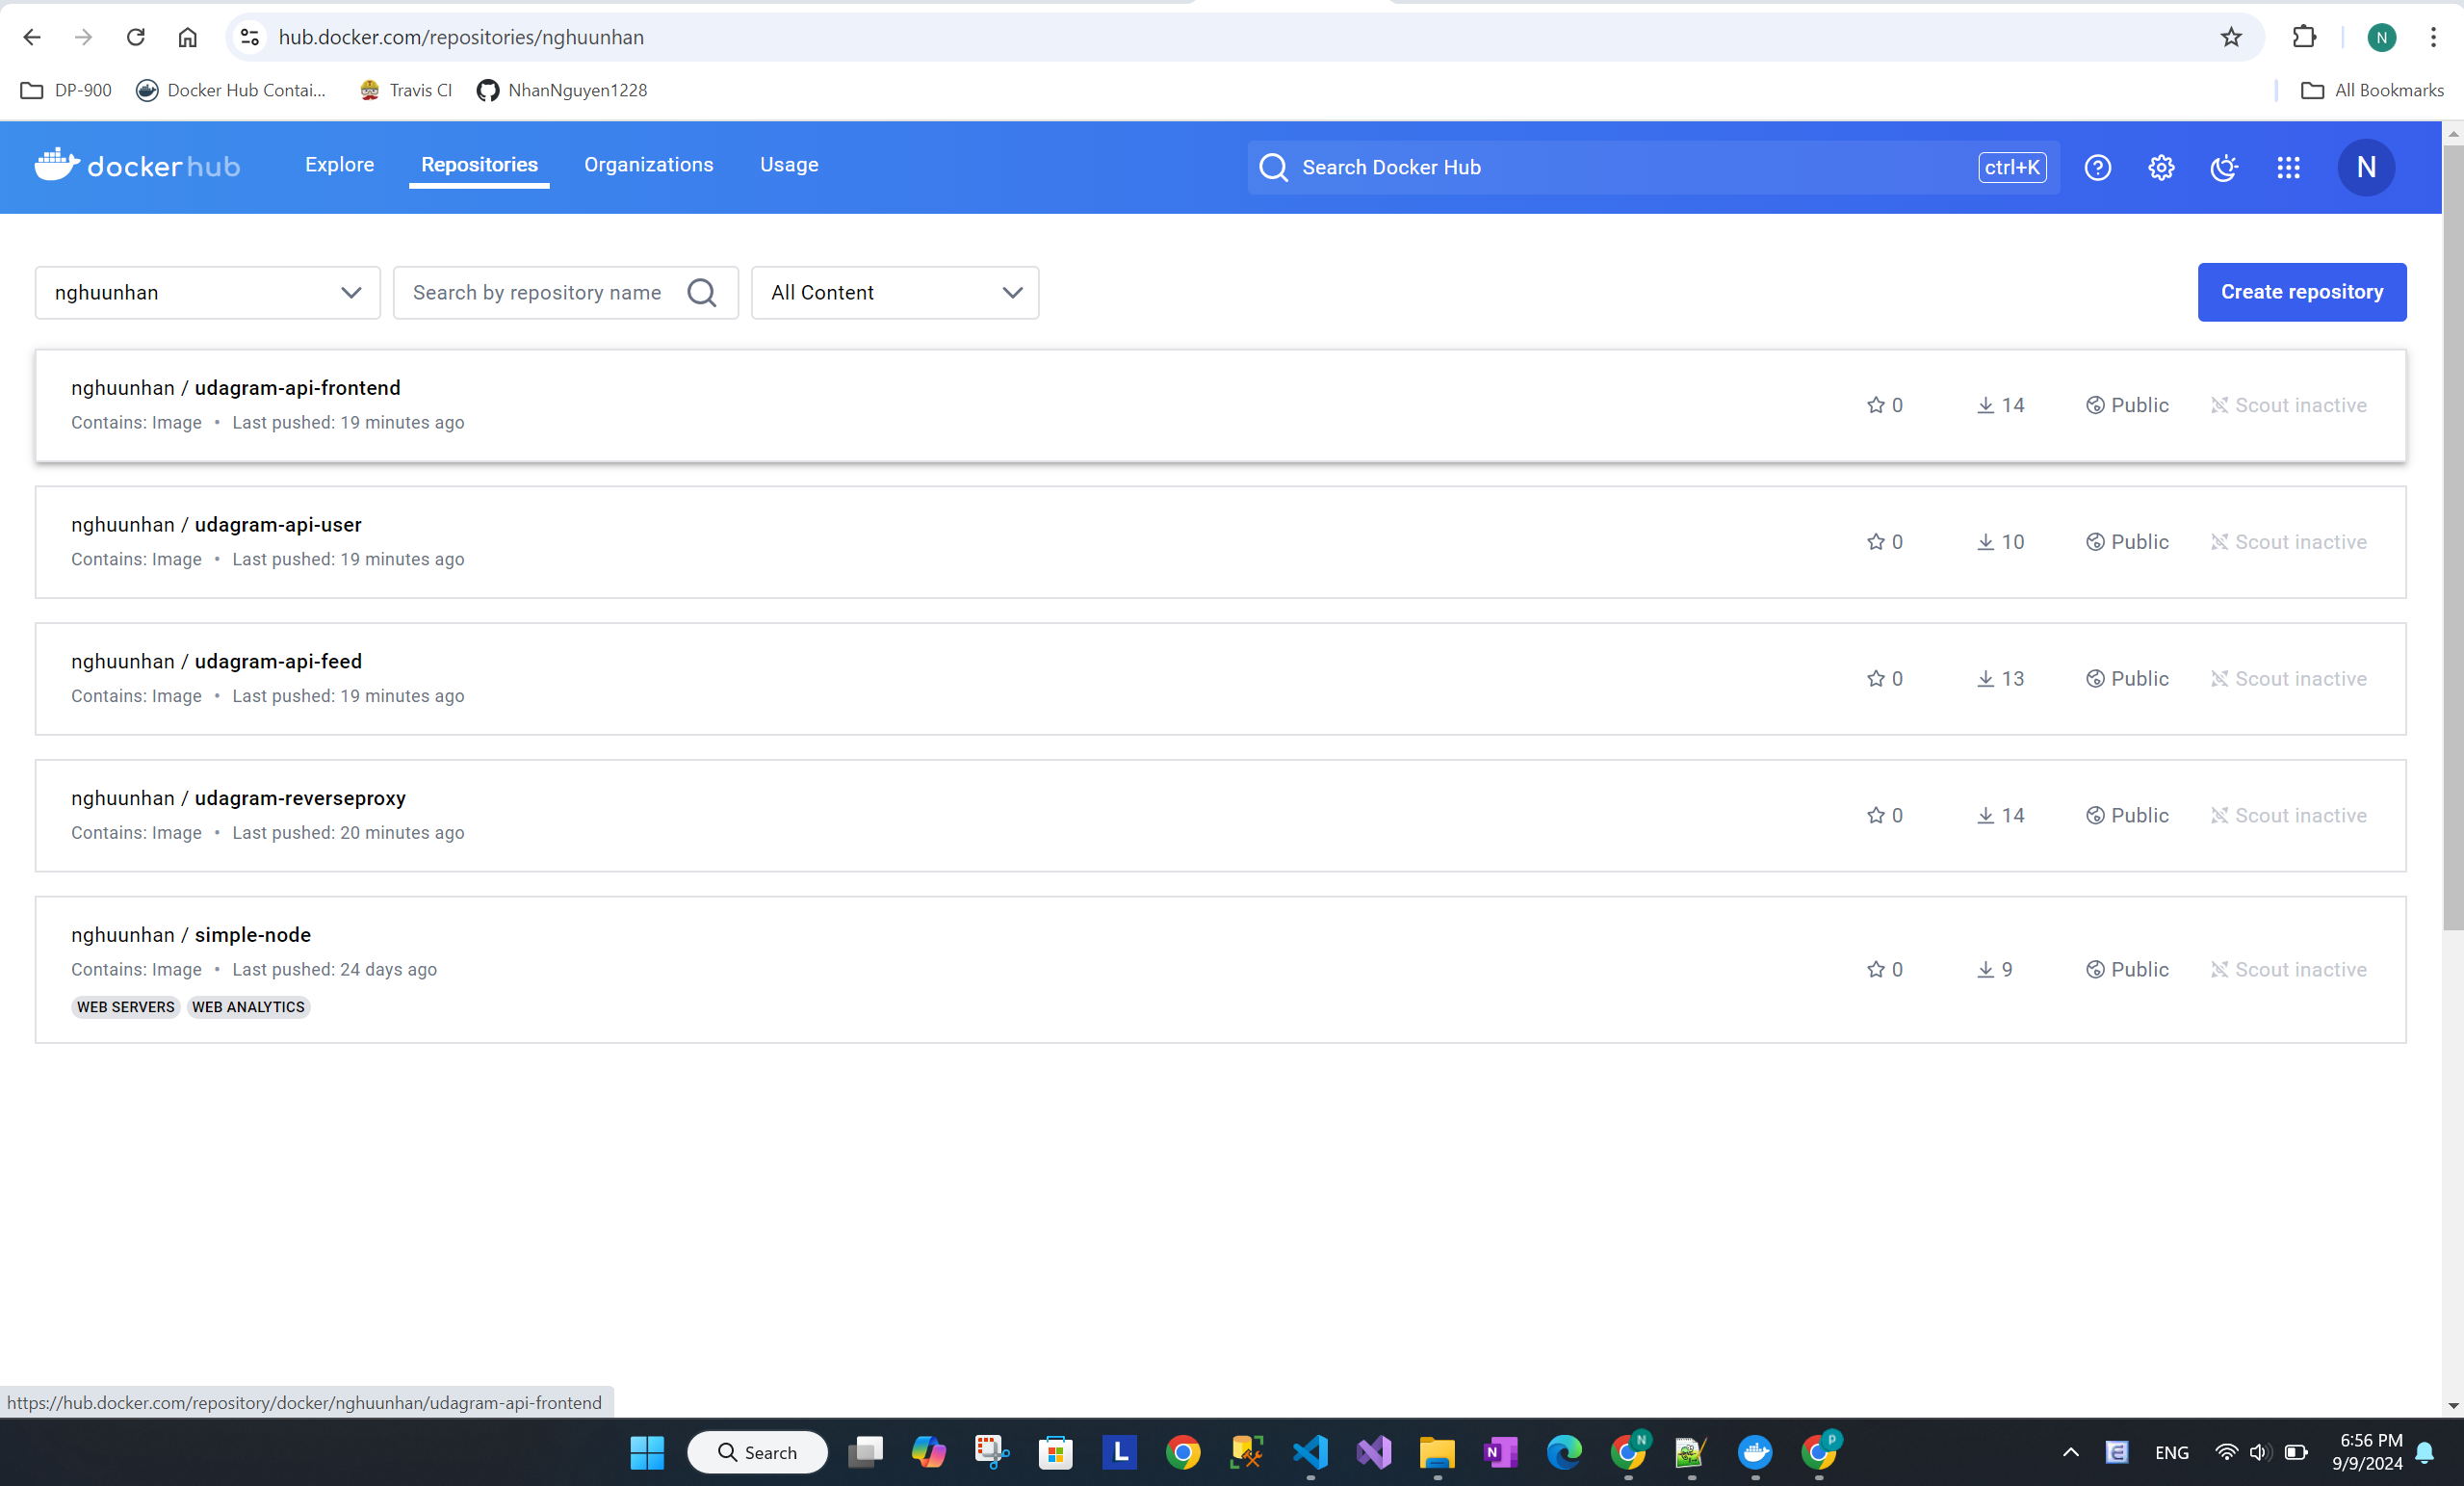 hub.docker.com/repositories/nghuunhan
N
DP-900
Docker Hub Contai...
Travis CI
NhanNguyen1228
All Bookmarks
dockerhub
Explore
Repositories
Organizations
Usage
Search Docker Hub
ctrl+K
N
nghuunhan
Search by repository name
All Content
Create repository
nghuunhan / udagram-api-frontend
Contains: Image • Last pushed: 19 minutes ago
0
14
Public
Scout inactive
nghuunhan / udagram-api-user
Contains: Image • Last pushed: 19 minutes ago
0
10
Public
Scout inactive
nghuunhan / udagram-api-feed
Contains: Image • Last pushed: 19 minutes ago
0
13
Public
Scout inactive
nghuunhan / udagram-reverseproxy
Contains: Image • Last pushed: 20 minutes ago
0
14
Public
Scout inactive
nghuunhan / simple-node
Contains: Image • Last pushed: 24 days ago
WEB SERVERS WEB ANALYTICS
0
9
Public
Scout inactive
https://hub.docker.com/repository/docker/nghuunhan/udagram-api-frontend
Search
L
N
N
P
E
ENG
6:56 PM
9/9/2024